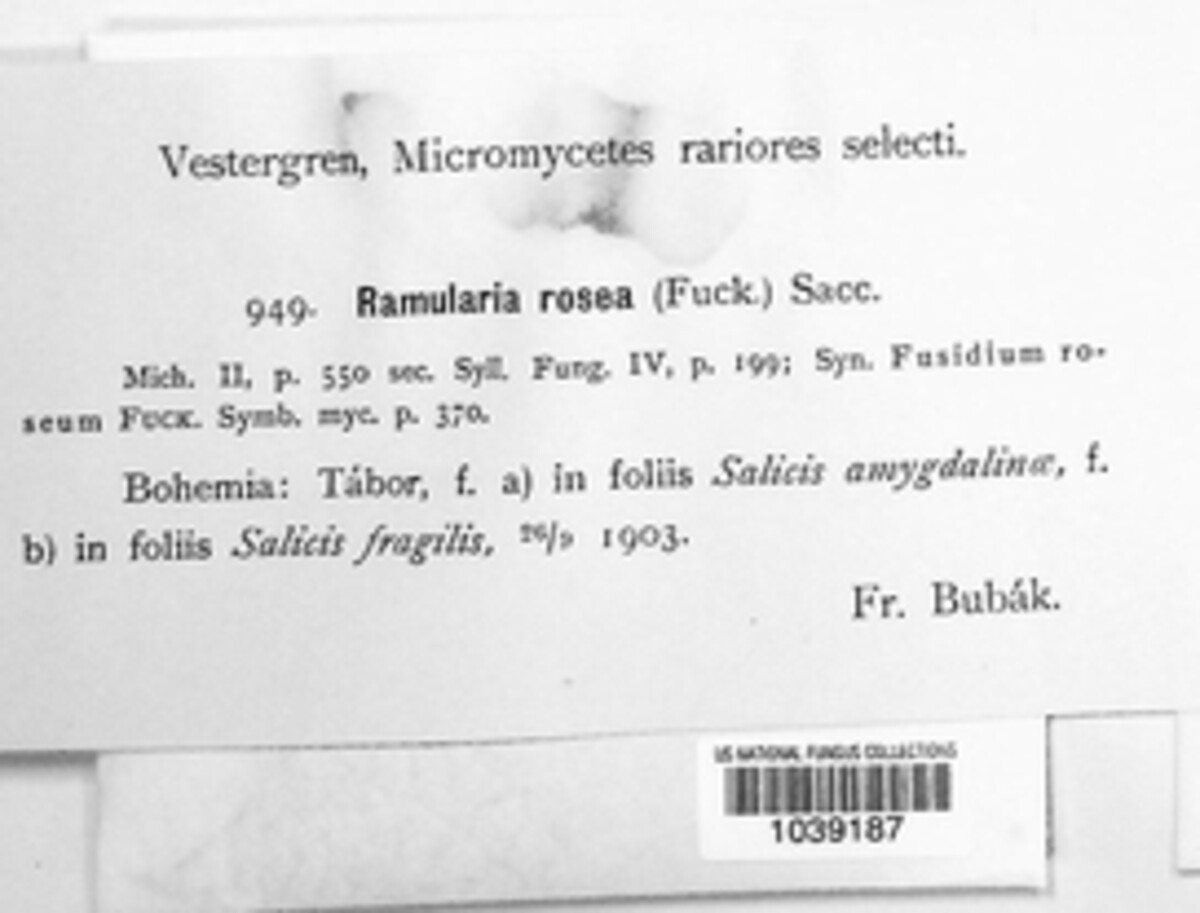 Vestergren, Micromycetes rariores selecti.
949. Ramularia rosea (Fuck.) Sacc.
Mich. II, p. 550 sec. Syll. Fung. IV, p. 199; Syn. Fusidium ro-
seum Fuck. Symb. myc. p. 370.
Bohemia: Tábor, f. a) in foliis Salicis amygdalinæ, f.
b) in foliis Salicis fragilis, 26/9 1903.
Fr. Bubák.
US NATIONAL FUNGUS COLLECTIONS
1039187